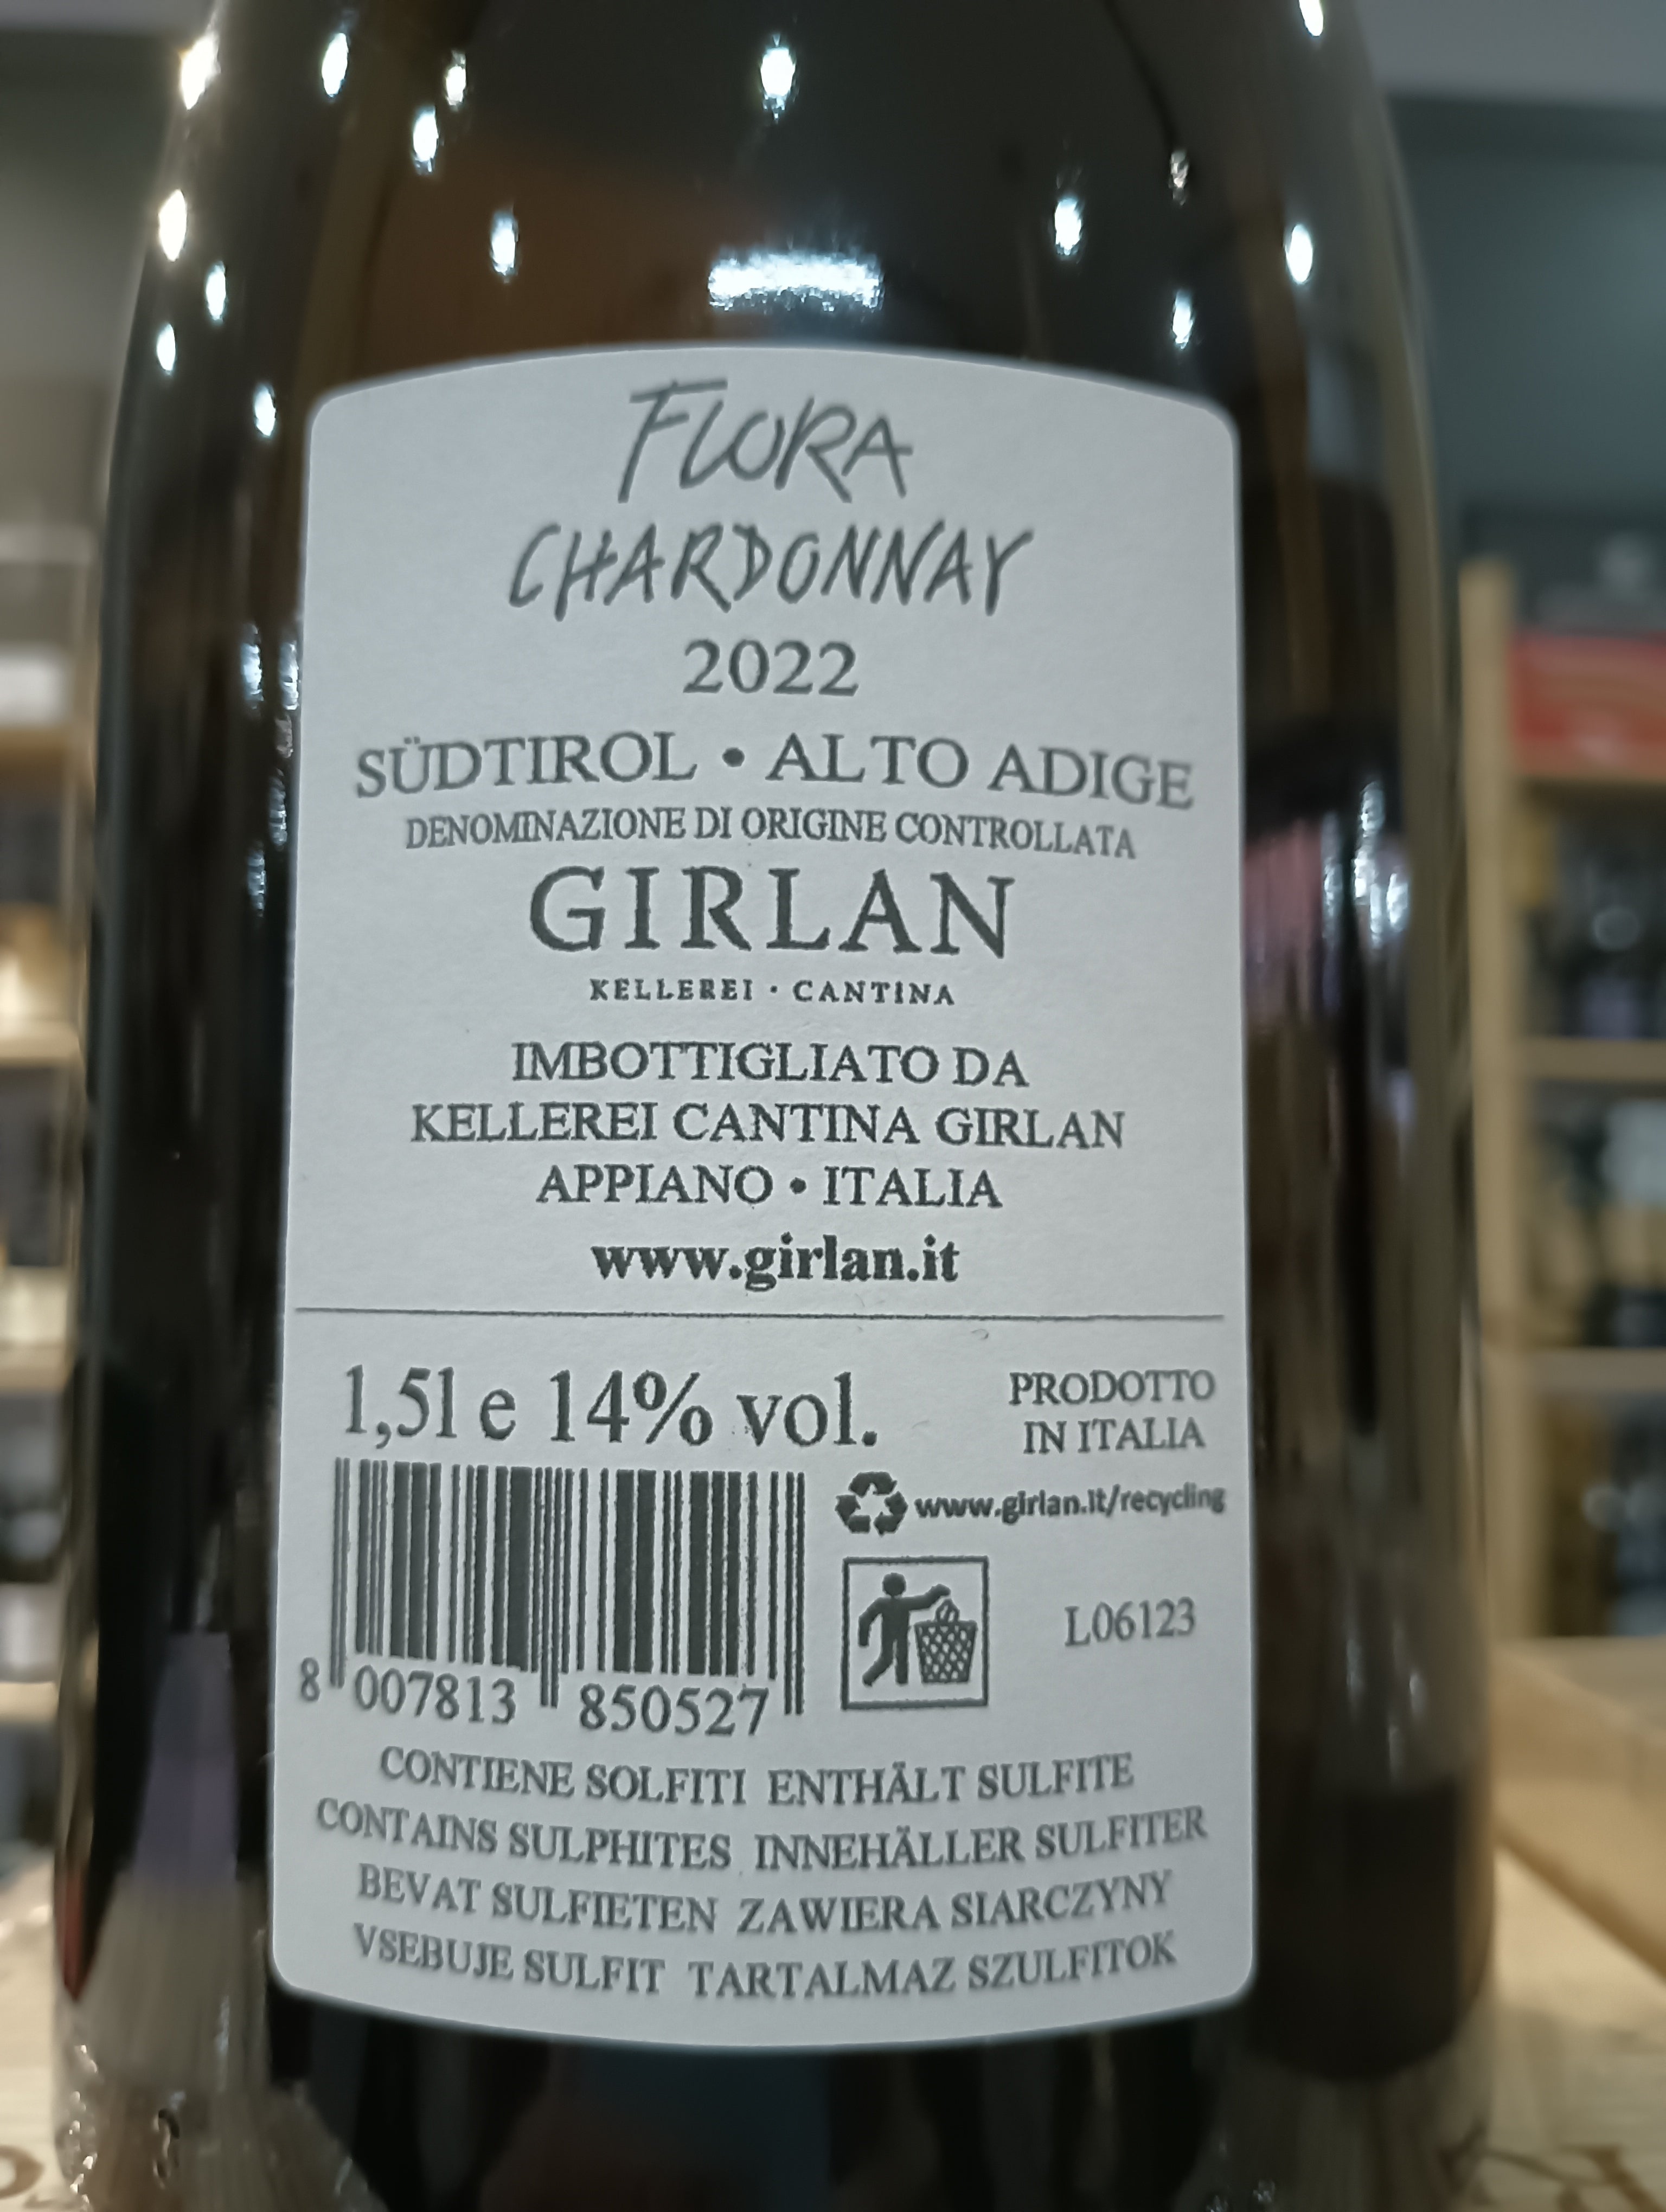 FLORA
CHARDONNAY
2022
SÜDTIROL • ALTO ADIGE
DENOMINAZIONE DI ORIGINE CONTROLLATA
GIRLAN
KELLEREI · CANTINA
IMBOTTIGLIATO DA
KELLEREI CANTINA GIRLAN
APPIANO • ITALIA
www.girlan.it
1,5l e 14% vol.
PRODOTTO
IN ITALIA
www.girlan.it/recycling
L06123
8 007813 850527
CONTIENE SOLFITI ENTHÄLT SULFITE
CONTAINS SULPHITES INNEHÄLLER SULFITER
BEVAT SULFIETEN ZAWIERA SIARCZYNY
VSEBUJE SULFIT TARTALMAZ SZULFITOK